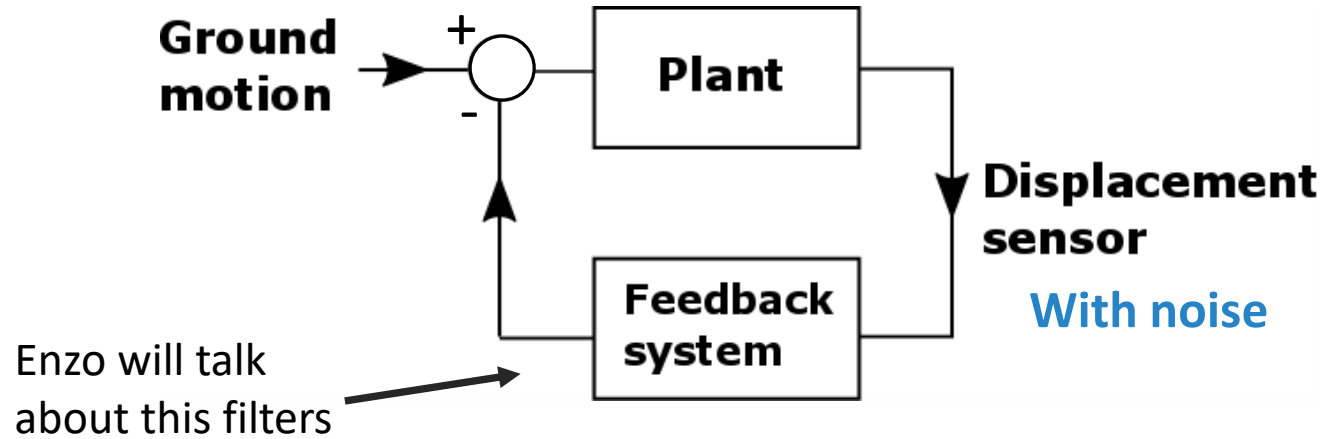 Ground
motion
+
-
Plant
Displacement
sensor
With noise
Feedback
system
Enzo will talk
about this filters